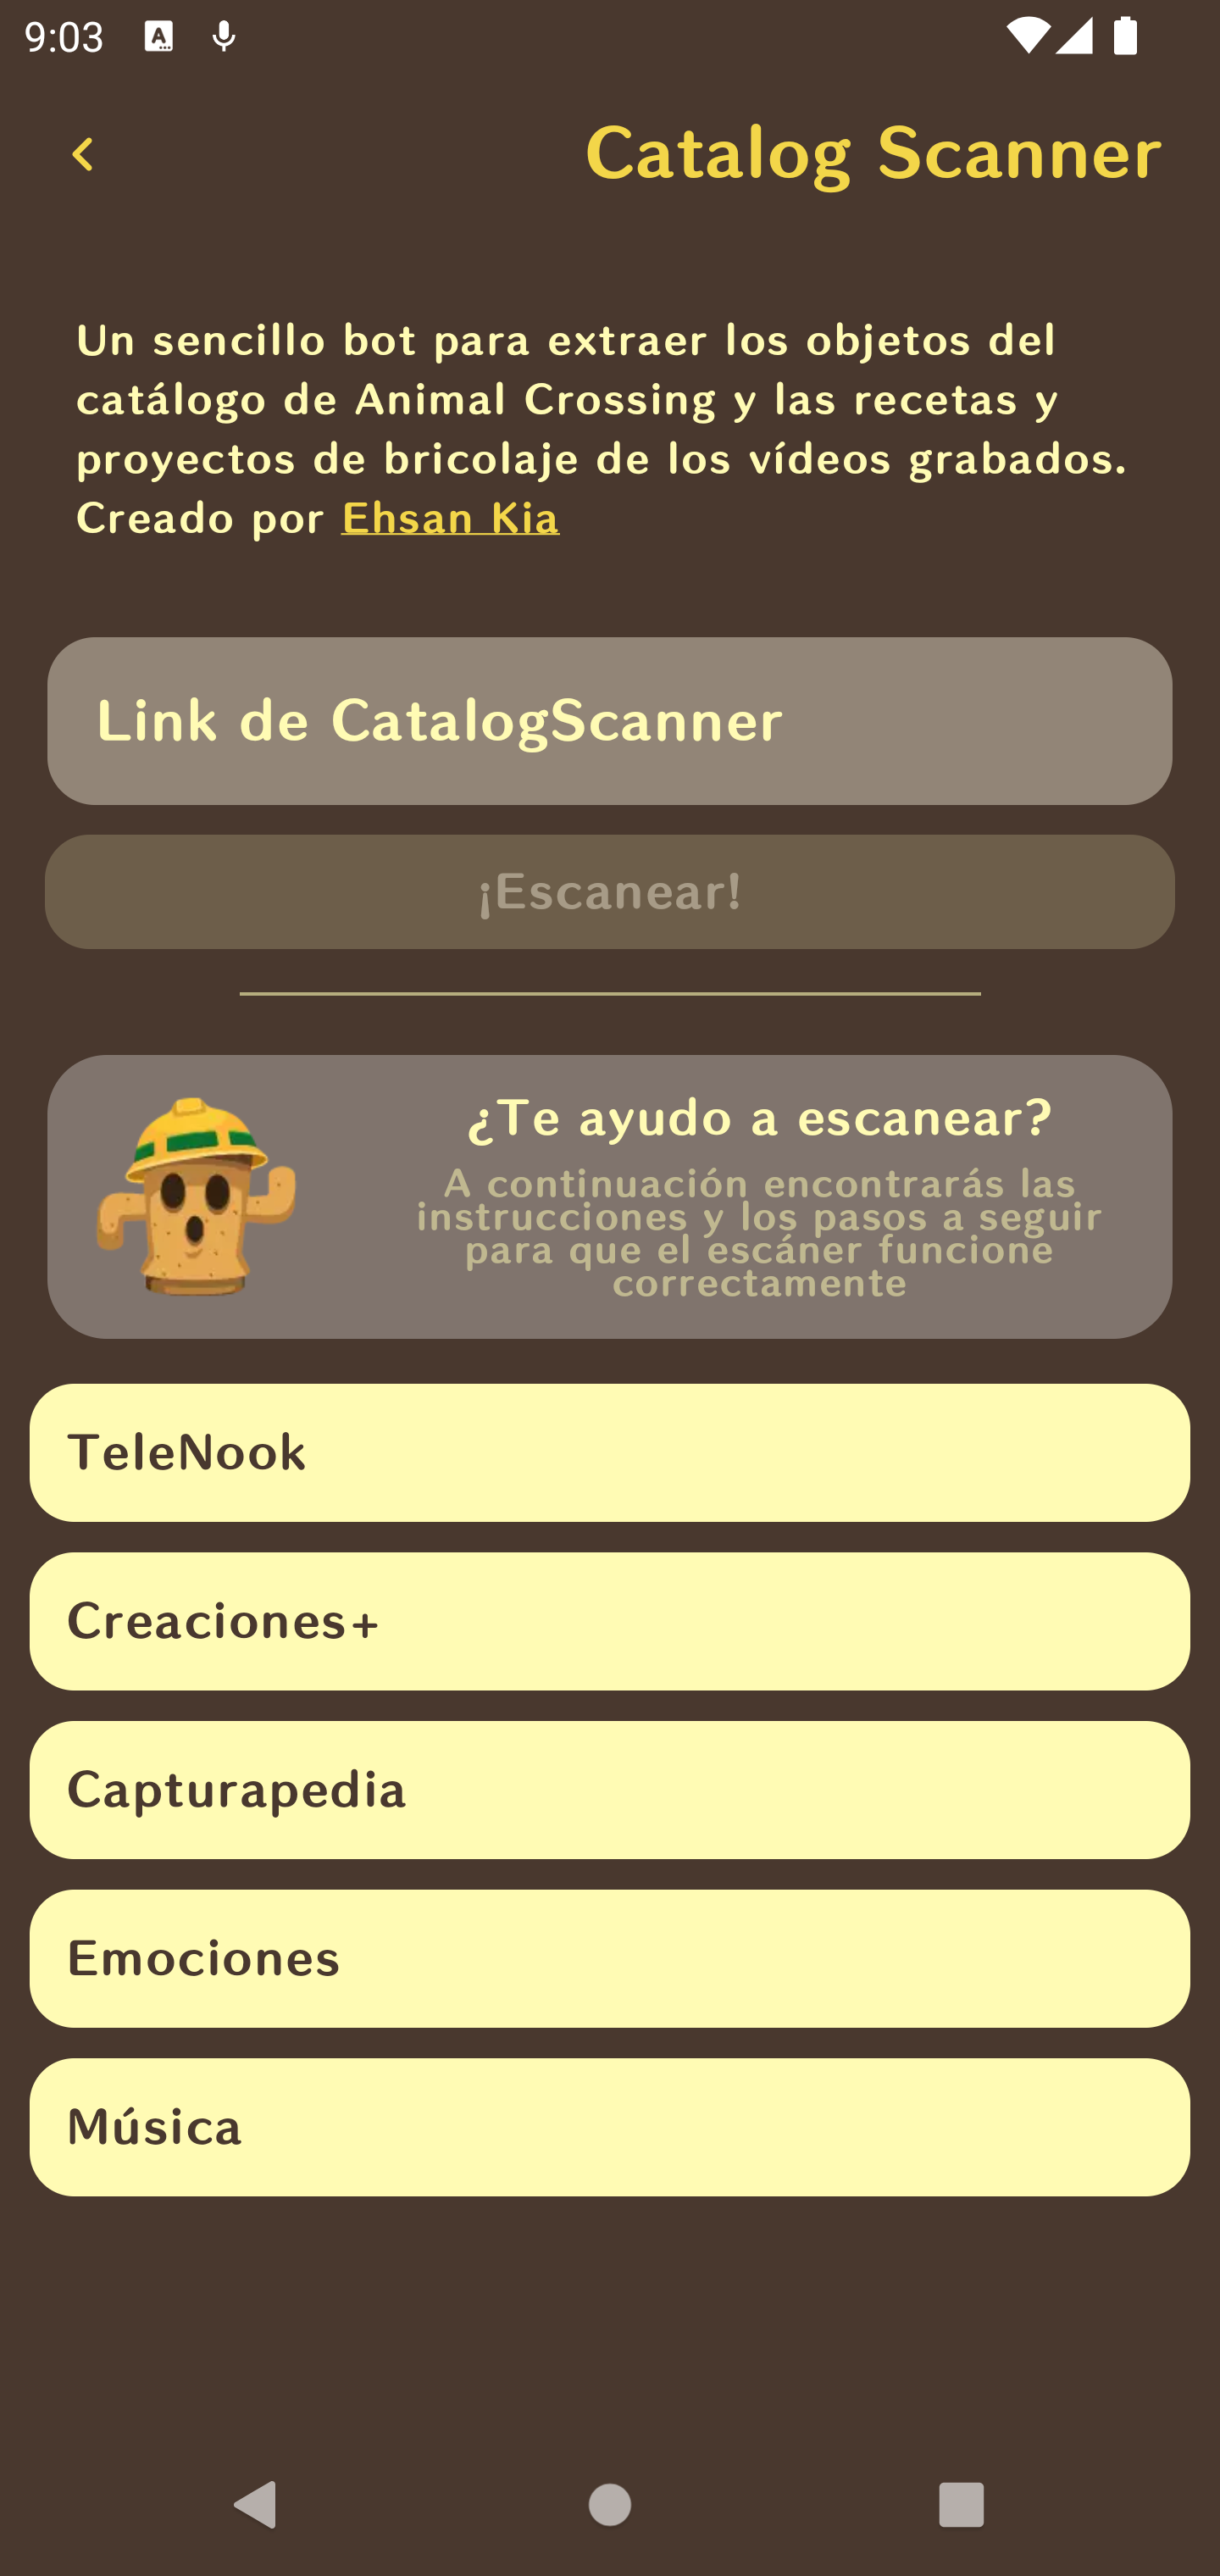 9:03
Catalog Scanner
Un sencillo bot para extraer los objetos del
catálogo de Animal Crossing y las recetas y
proyectos de bricolaje de los vídeos grabados.
Creado por Ehsan Kia
Link de CatalogScanner
¡Escanear!
¿Te ayudo a escanear?
A continuación encontrarás las
instrucciones y los pasos a seguir
para que el escáner funcione
correctamente
TeleNook
Creaciones+
Capturapedia
Emociones
Música